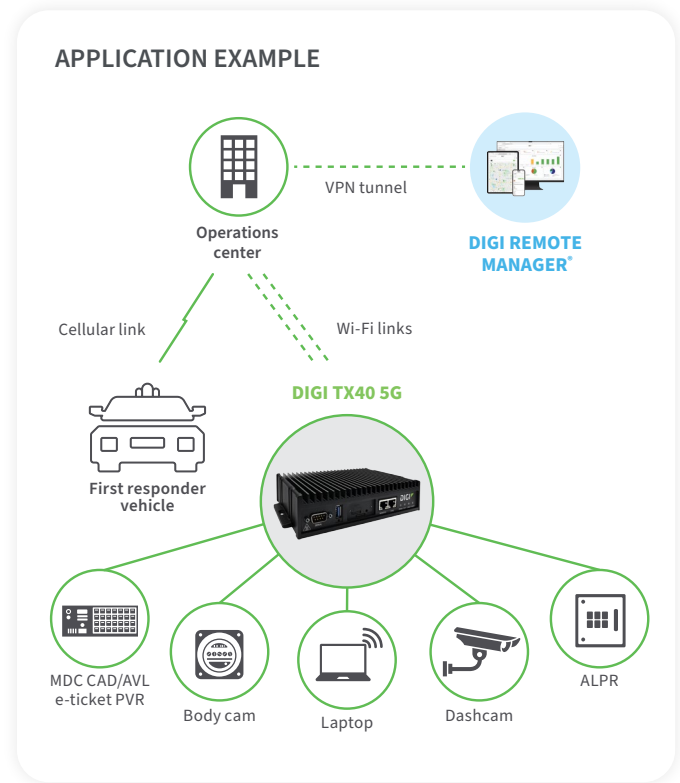 APPLICATION EXAMPLE
VPN tunnel
Operations
center
DIGI REMOTE
MANAGER®
Cellular link
Wi-Fi links
DIGI TX40 5G
DIGI
First responder
vehicle
MDC CAD/AVL
e-ticket PVR
Body cam
Laptop
Dashcam
ALPR